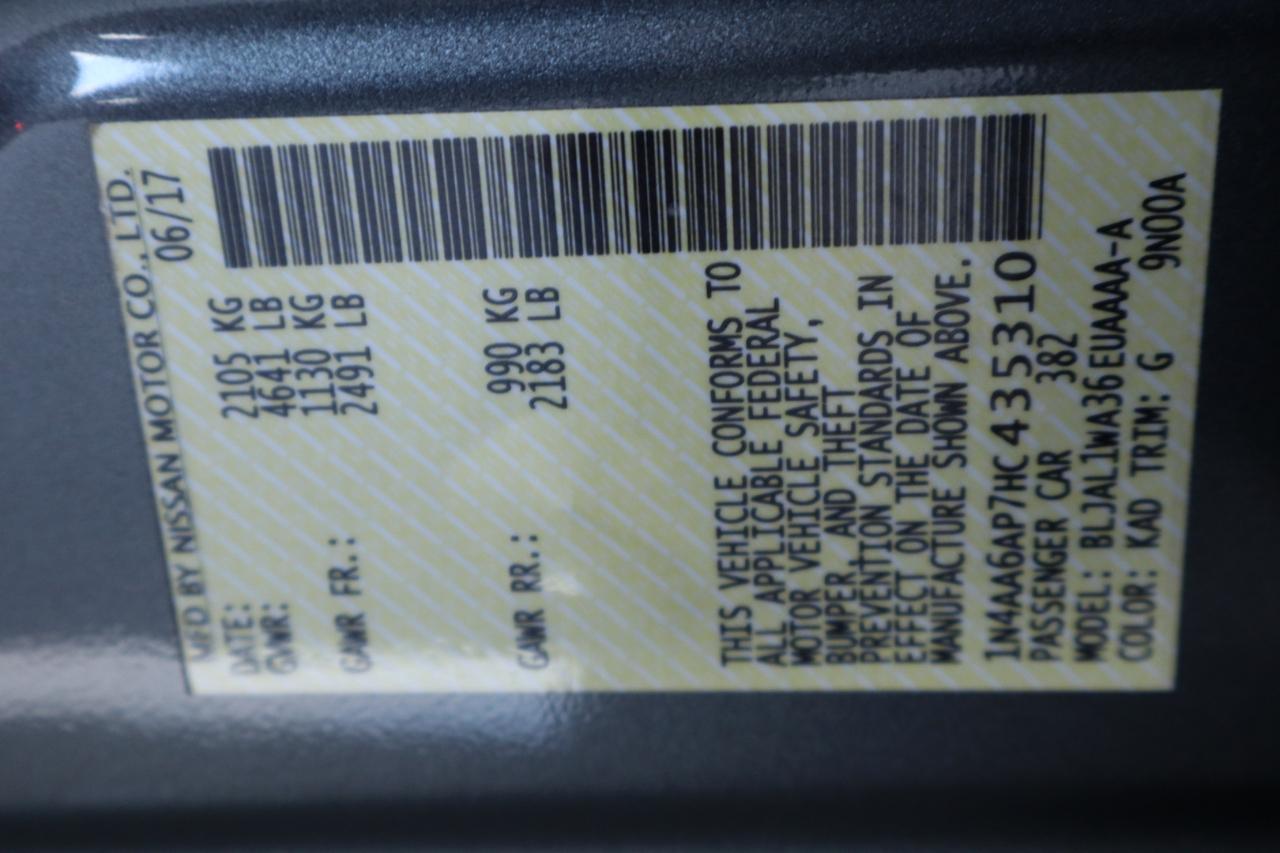 MFD BY NISSAN MOTOR CO., LTD.
DATE: 06/17
GVWR: 2105 KG
4641 LB
GAWR FR.: 1130 KG
2491 LB
GAWR RR.: 990 KG
2183 LB
THIS VEHICLE CONFORMS TO
ALL APPLICABLE FEDERAL
MOTOR VEHICLE SAFETY,
BUMPER, AND THEFT
PREVENTION STANDARDS IN
EFFECT ON THE DATE OF
MANUFACTURE SHOWN ABOVE.
1N4AA6AP7HC435310
PASSENGER CAR 382
MODEL: BLJAL1WA36EUAAAA-A
COLOR: KAD TRIM: G 9N00A